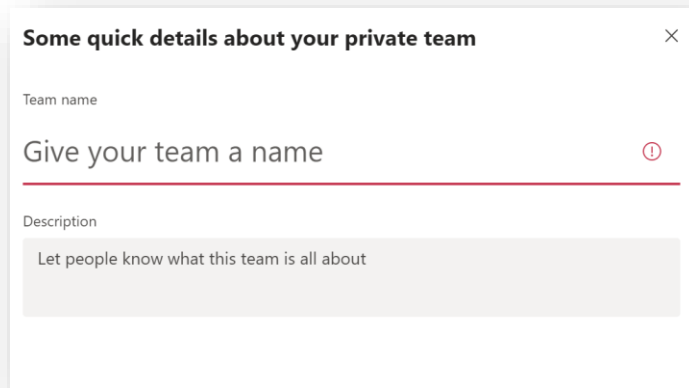 Some quick details about your private team
Team name
Give your team a name
Description
Let people know what this team is all about